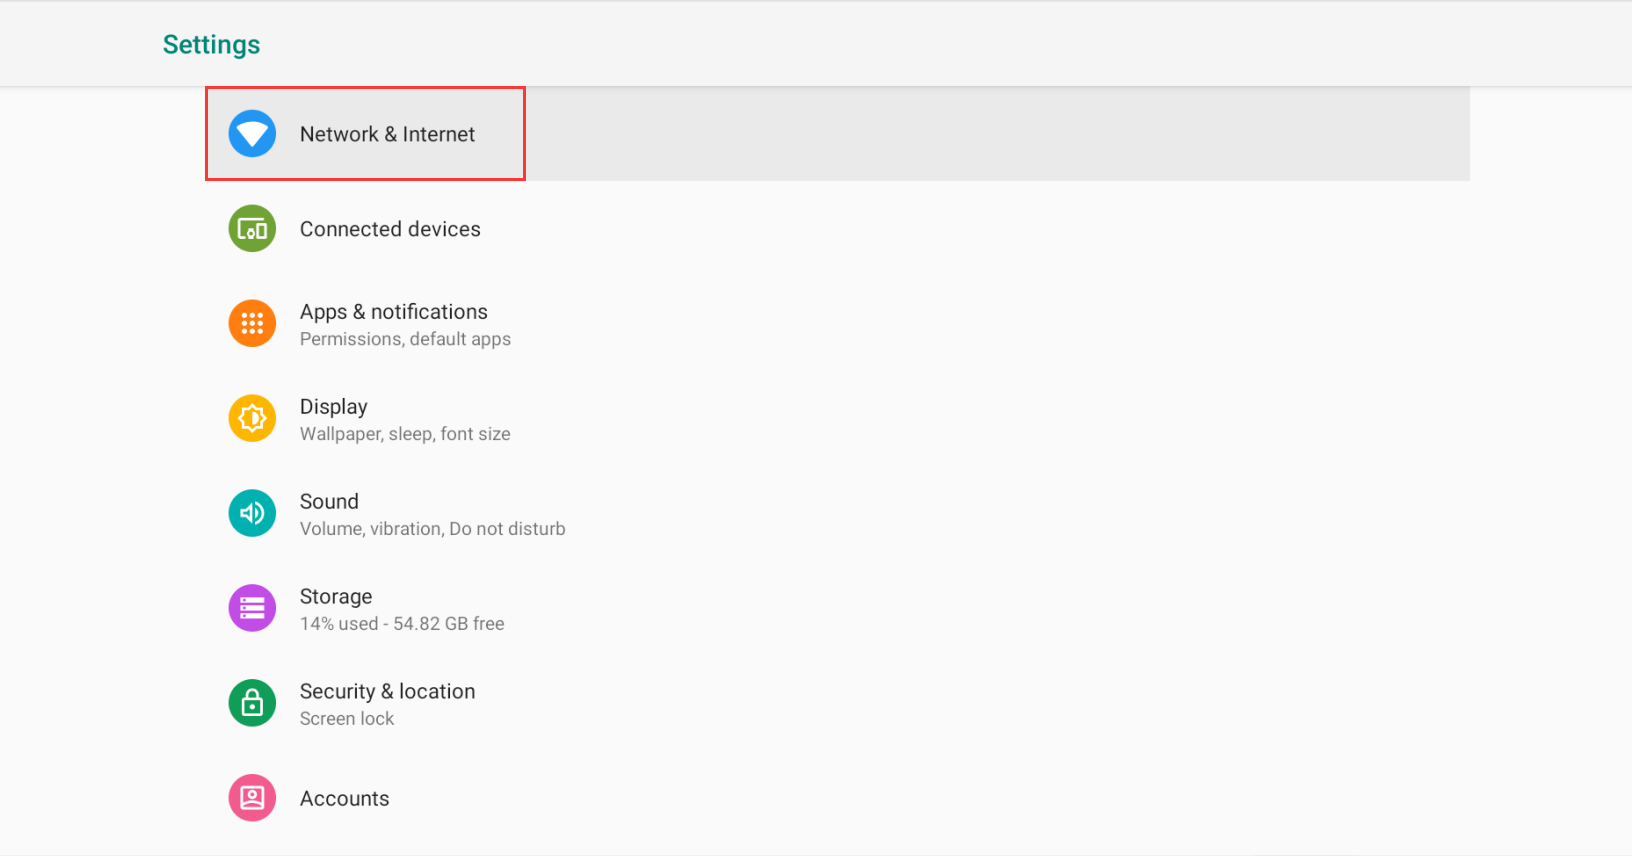 Settings
Network & Internet
Connected devices
Apps & notifications
Permissions, default apps
Display
Wallpaper, sleep, font size
Sound
Volume, vibration, Do not disturb
Storage
14% used - 54.82 GB free
Security & location
Screen lock
Accounts